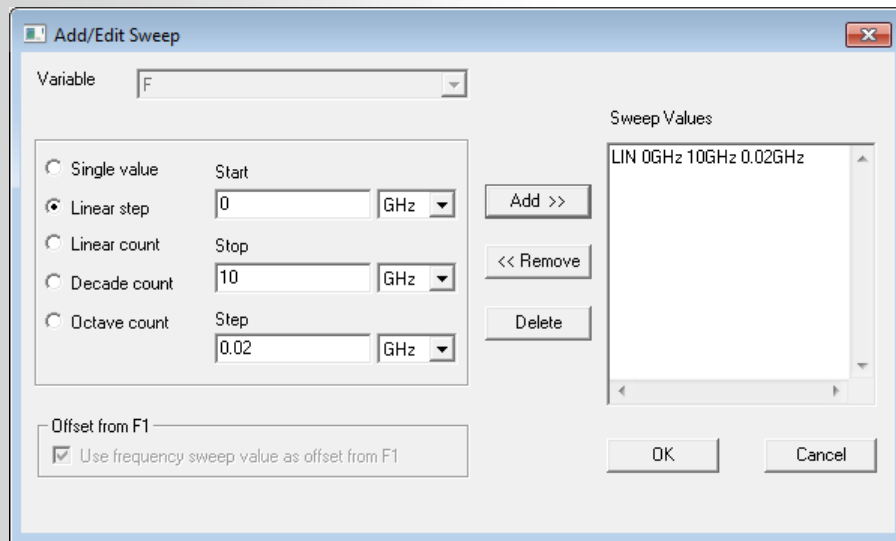 Add/Edit Sweep
Variable
F
Single value
Linear step
Linear count
Decade count
Octave count
Start
0 GHz
Stop
10 GHz
Step
0.02 GHz
Add >>
<< Remove
Delete
Sweep Values
LIN 0GHz 10GHz 0.02GHz
Offset from F1
Use frequency sweep value as offset from F1
OK Cancel